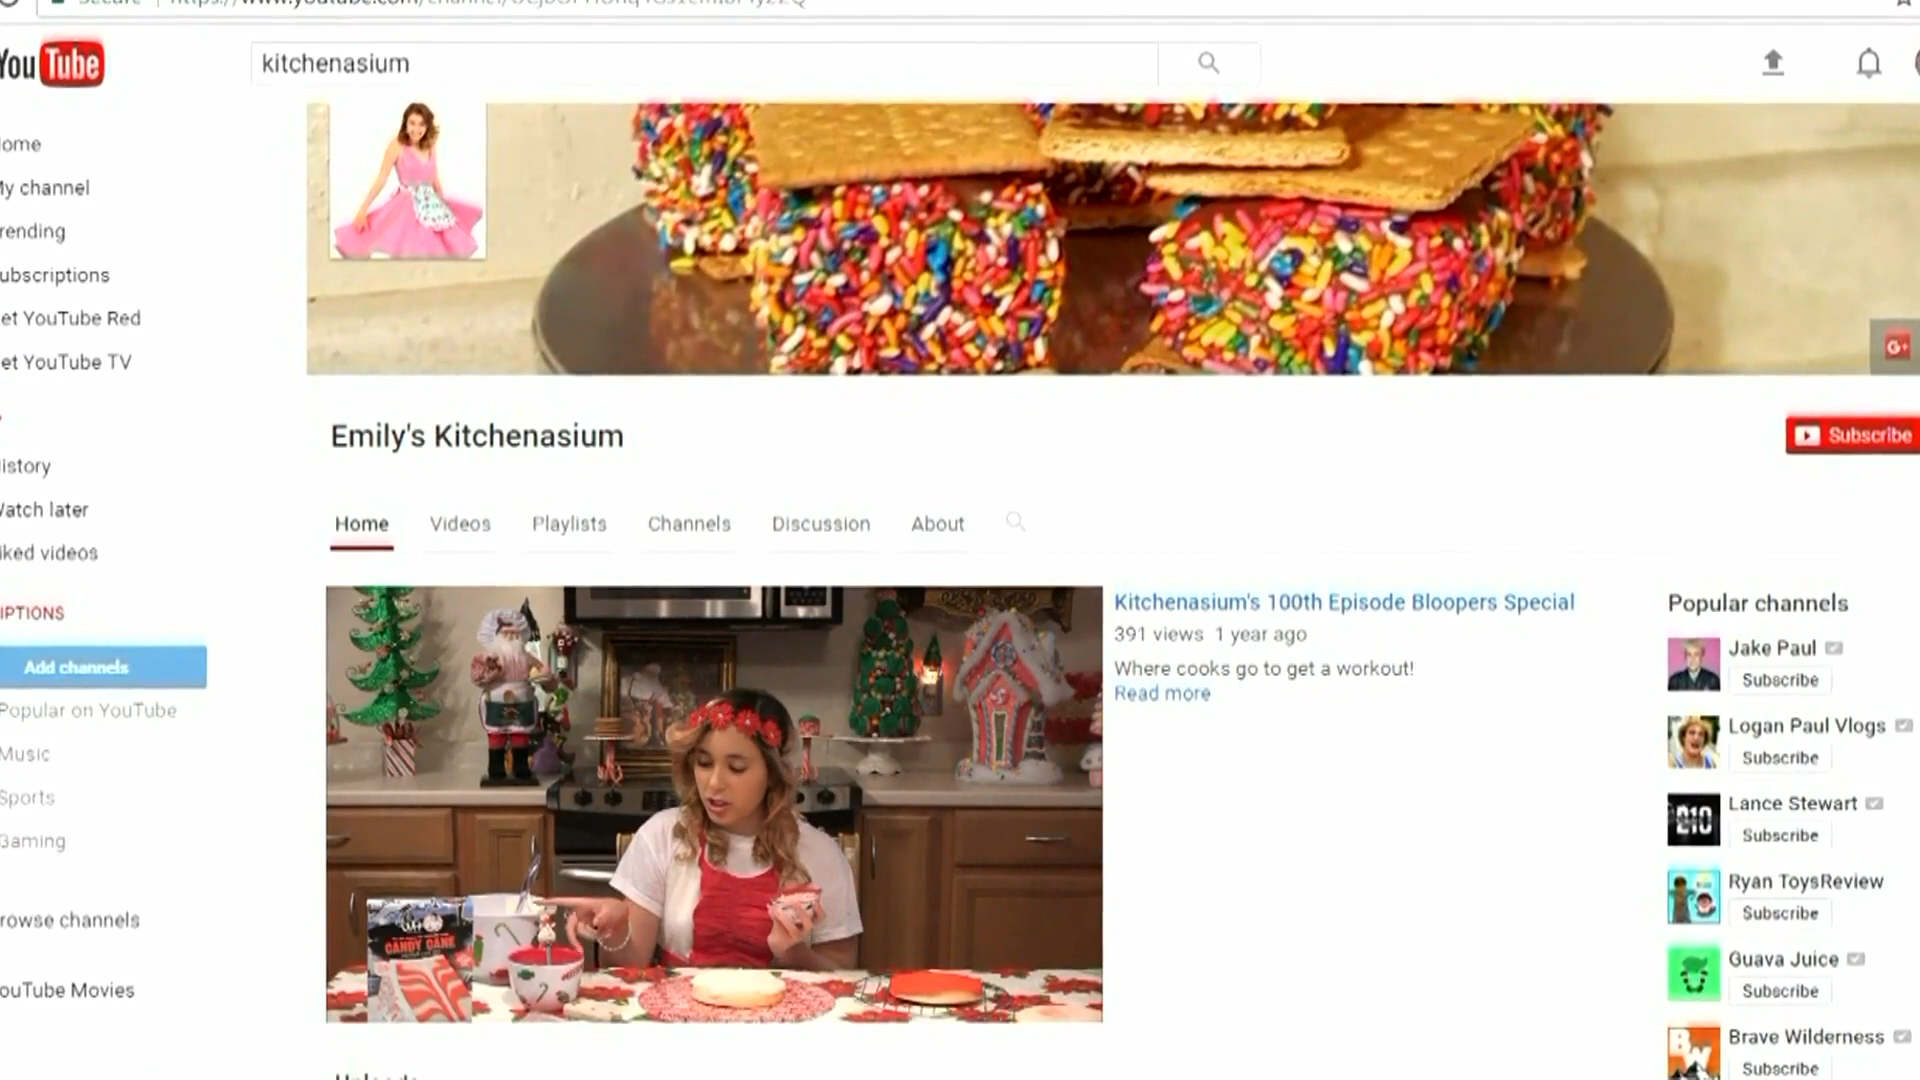 YouTube
kitchenasium
ome
My channel
rending
ubscriptions
et YouTube Red
et YouTube TV
istory
Watch later
iked videos
IPTIONS
Add channels
Popular on YouTube
Music
Sports
Gaming
rowse channels
ouTube Movies
G+
Emily's Kitchenasium
Subscribe
Home Videos Playlists Channels Discussion About
CANDY CANE
Kitchenasium's 100th Episode Bloopers Special
391 views 1 year ago
Where cooks go to get a workout!
Read more
Popular channels
Jake Paul
Subscribe
Logan Paul Vlogs
Subscribe
Lance Stewart
Subscribe
Ryan ToysReview
Subscribe
Guava Juice
Subscribe
BW
Brave Wilderness
Subscribe